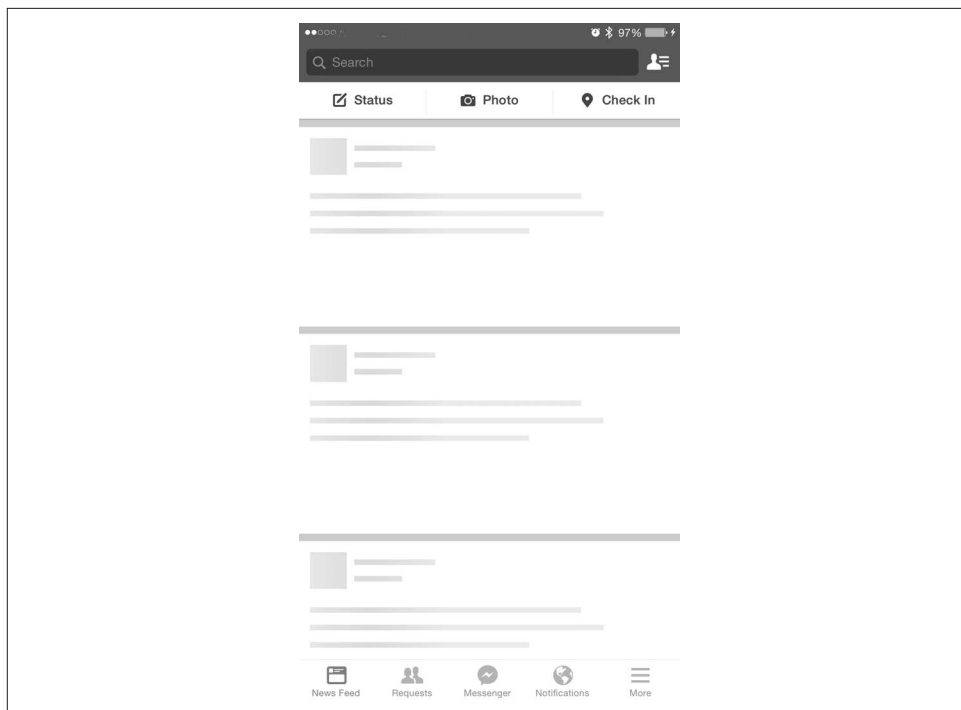 97%
Search
Status Photo Check In
News Feed Requests Messenger Notifications More